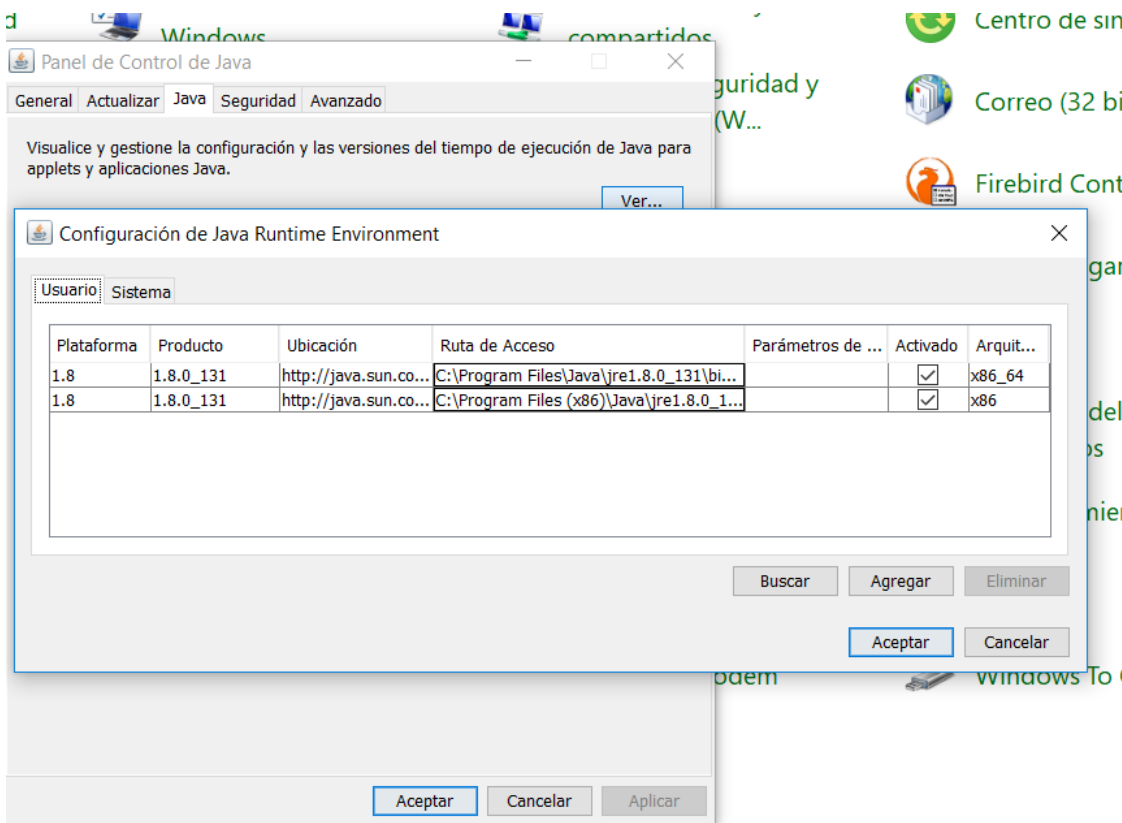 Windows
compartidos
Centro de sin
Panel de Control de Java
guridad y
(W...
Correo (32 bi
General Actualizar Java Seguridad Avanzado
Visualice y gestione la configuración y las versiones del tiempo de ejecución de Java para
applets y aplicaciones Java.
Firebird Cont
Ver...
Configuración de Java Runtime Environment
gar
Usuario Sistema
Plataforma Producto Ubicación Ruta de Acceso Parámetros de ... Activado Arquit...
1.8 1.8.0_131 http://java.sun.co... C:\Program Files\Java\jre1.8.0_131\bi... x86_64
1.8 1.8.0_131 http://java.sun.co... C:\Program Files (x86)\Java\jre1.8.0_1... x86
del
os
mier
Buscar Agregar Eliminar
Aceptar Cancelar
odem
Windows To
Aceptar Cancelar Aplicar